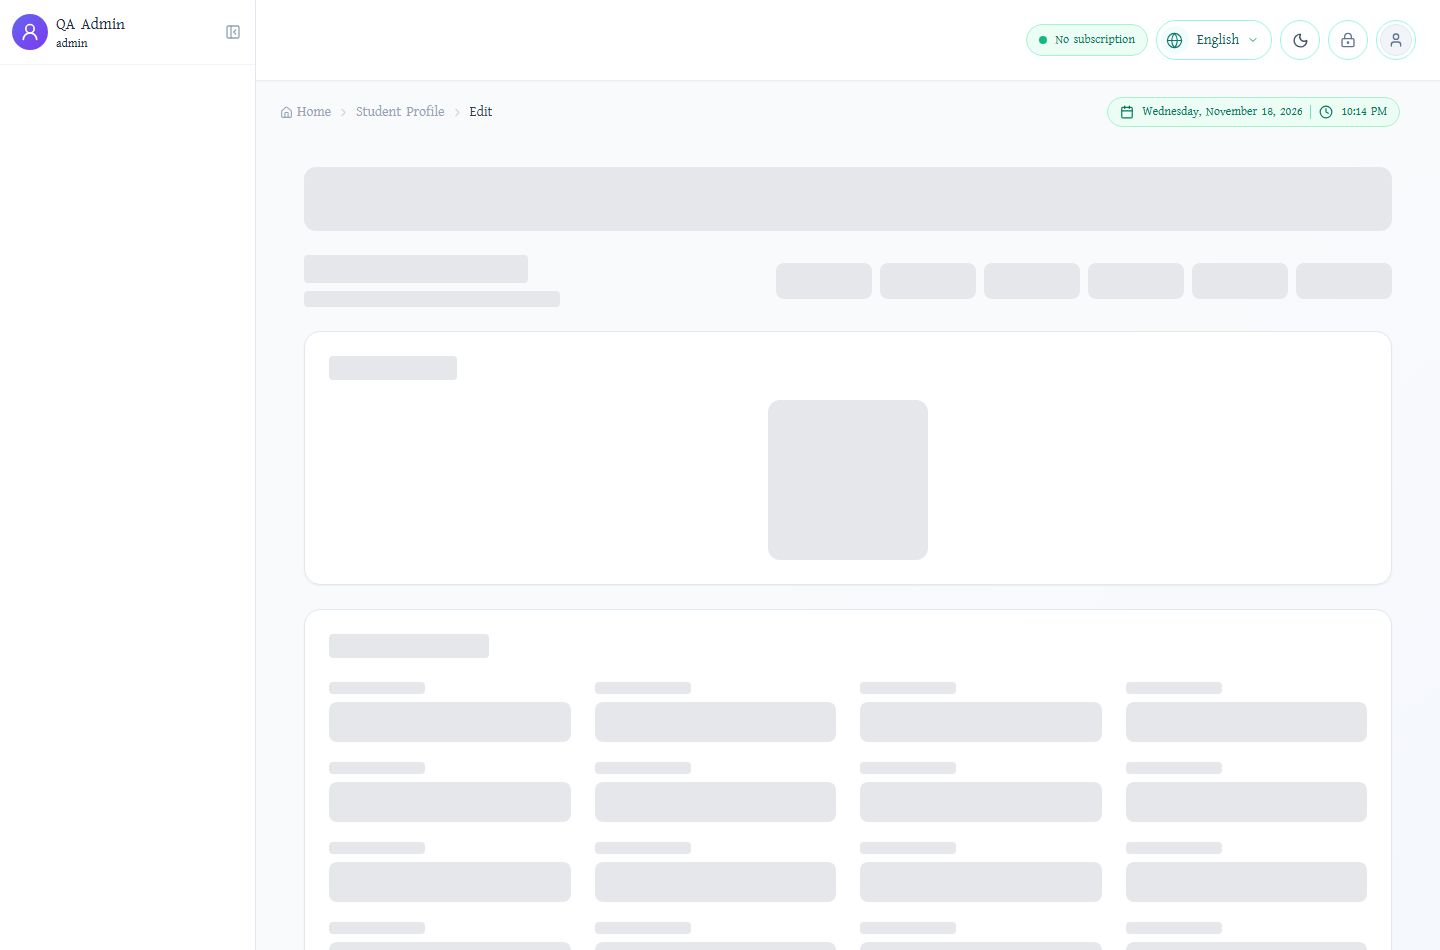 QA Admin
admin
No subscription
English
Home
Student Profile
Edit
Wednesday, November 18, 2026
10:14 PM